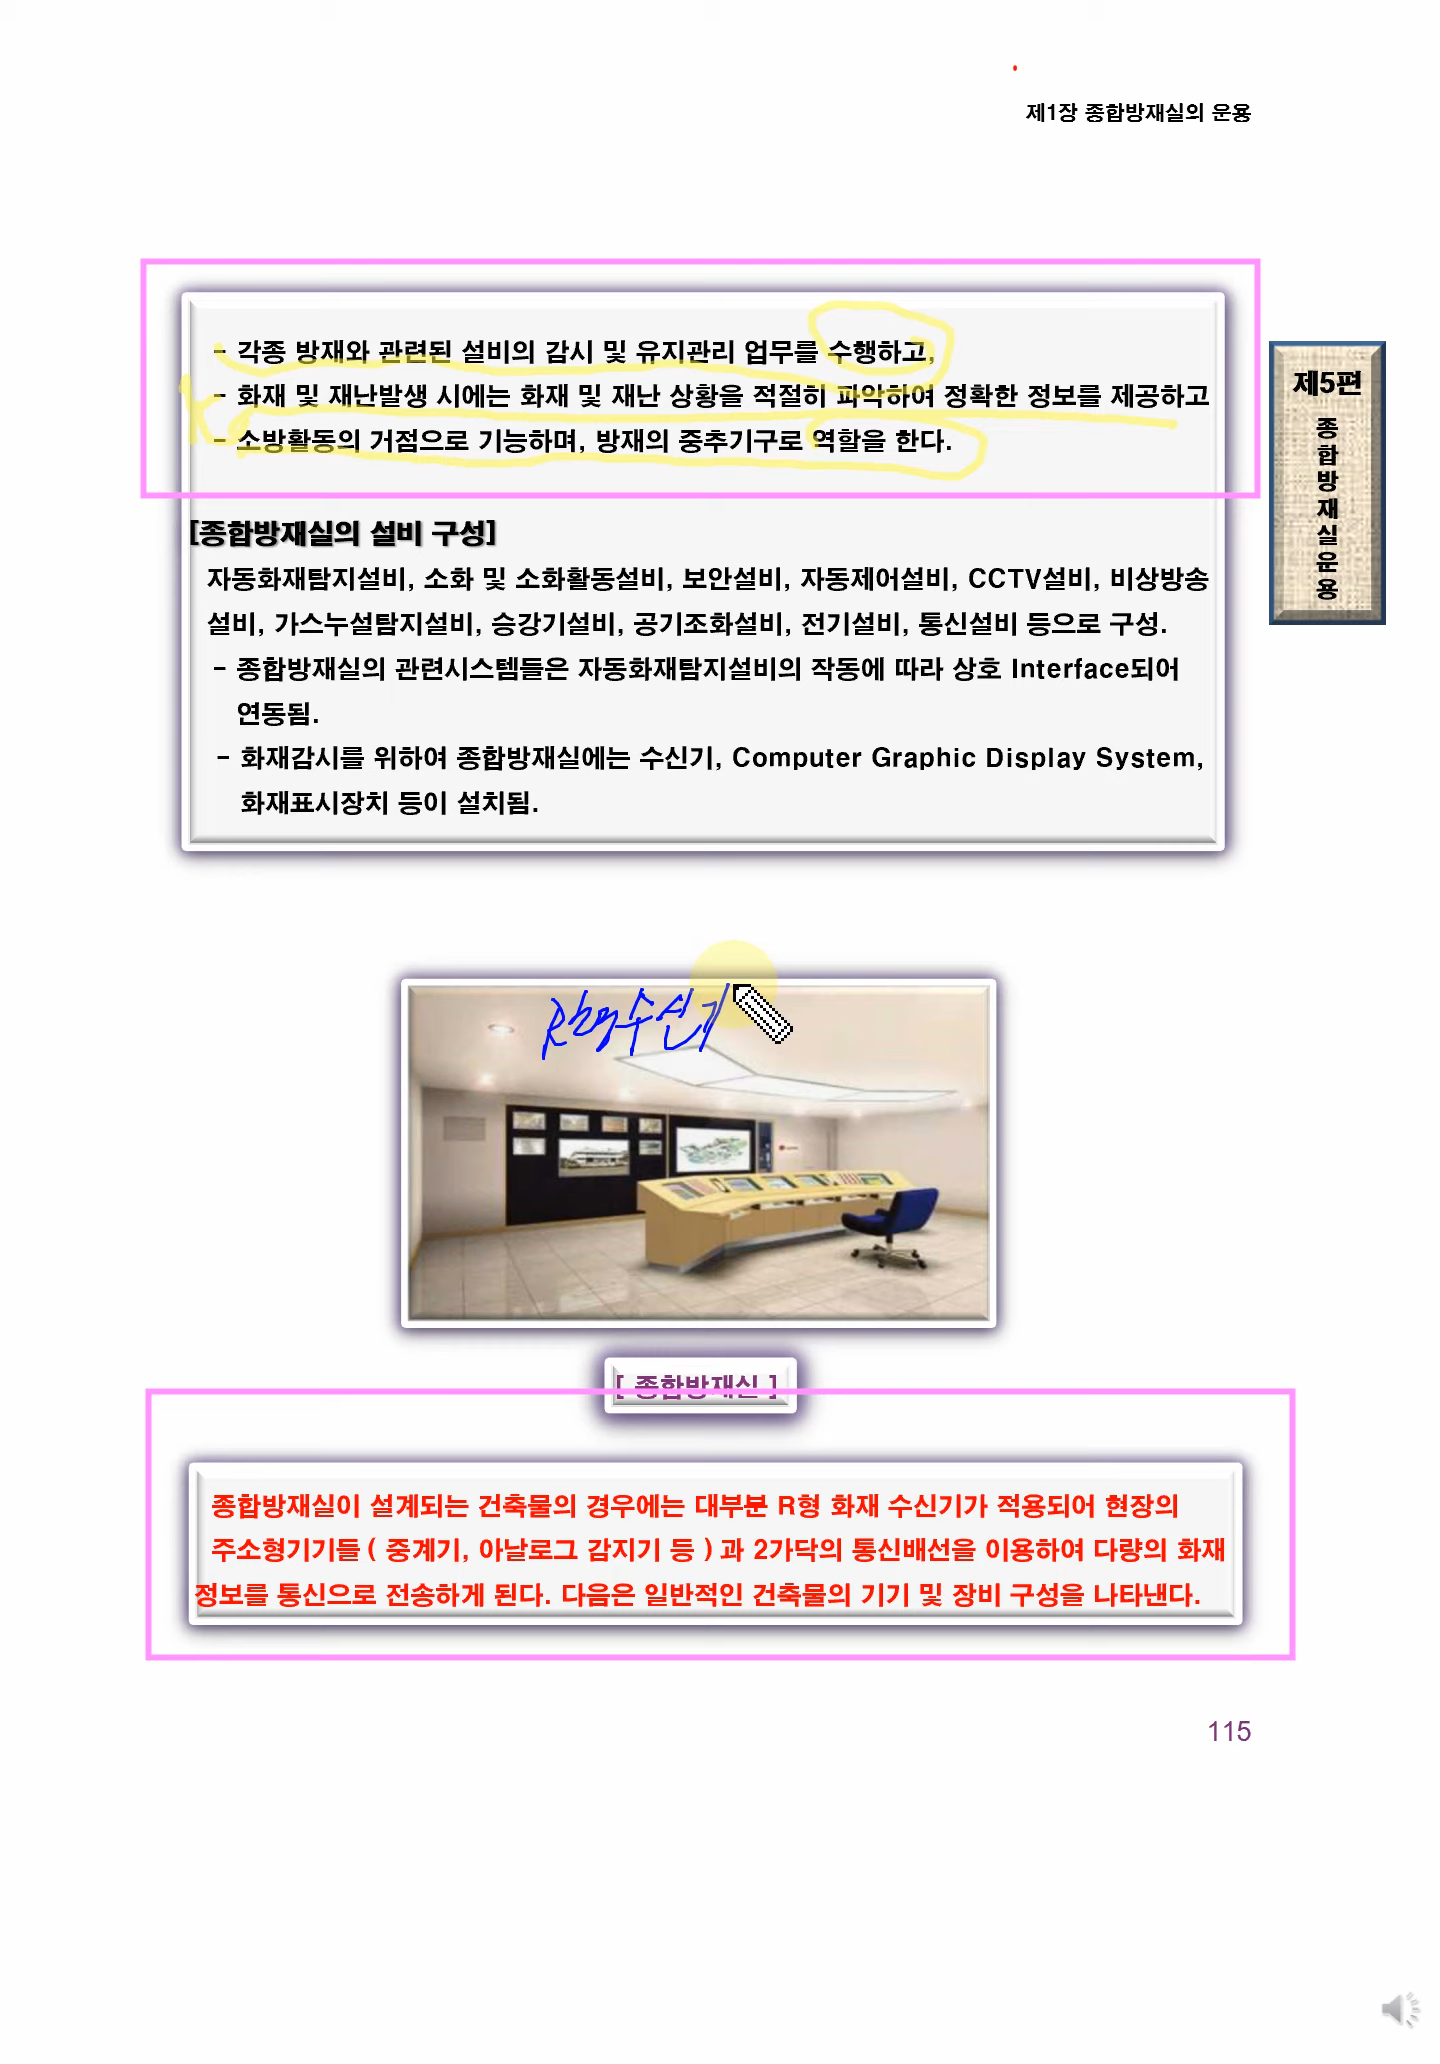 제1장 종합방재실의 운용
- 각종 방재와 관련된 설비의 감시 및 유지관리 업무를 수행하고,
- 화재 및 재난발생 시에는 화재 및 재난 상황을 적절히 파악하여 정확한 정보를 제공하고
- 소방활동의 거점으로 기능하며, 방재의 중추기구로 역할을 한다.
제5편
종합방재실운용
[종합방재실의 설비 구성]
자동화재탐지설비, 소화 및 소화활동설비, 보안설비, 자동제어설비, CCTV설비, 비상방송
설비, 가스누설탐지설비, 승강기설비, 공기조화설비, 전기설비, 통신설비 등으로 구성.
- 종합방재실의 관련시스템들은 자동화재탐지설비의 작동에 따라 상호 Interface되어
연동됨.
- 화재감시를 위하여 종합방재실에는 수신기, Computer Graphic Display System,
화재표시장치 등이 설치됨.
R형수신기
[ 종합방재실 ]
종합방재실이 설계되는 건축물의 경우에는 대부분 R형 화재 수신기가 적용되어 현장의
주소형기기들 ( 중계기, 아날로그 감지기 등 ) 과 2가닥의 통신배선을 이용하여 다량의 화재
정보를 통신으로 전송하게 된다. 다음은 일반적인 건축물의 기기 및 장비 구성을 나타낸다.
115